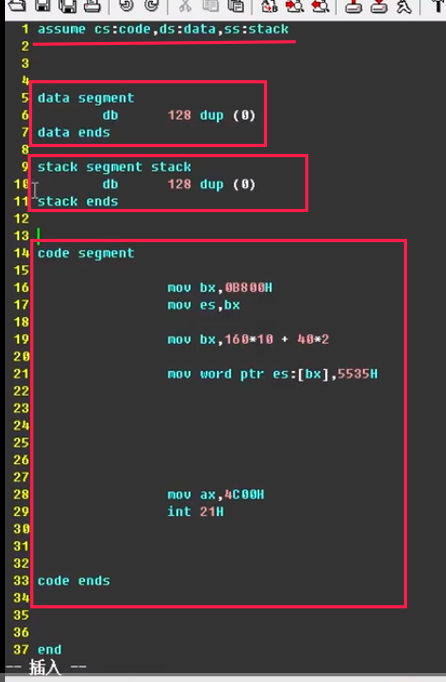 1 assume cs:code,ds:data,ss:stack
2
3
4
5 data segment
6 db 128 dup (0)
7 data ends
8
9 stack segment stack
10 db 128 dup (0)
11 stack ends
12
13
14 code segment
15
16 mov bx,0B800H
17 mov es,bx
18
19 mov bx,160*10 + 40*2
20
21 mov word ptr es:[bx],5535H
22
23
24
25
26
27
28 mov ax,4C00H
29 int 21H
30
31
32
33 code ends
34
35
36
37 end
-- 插入 --